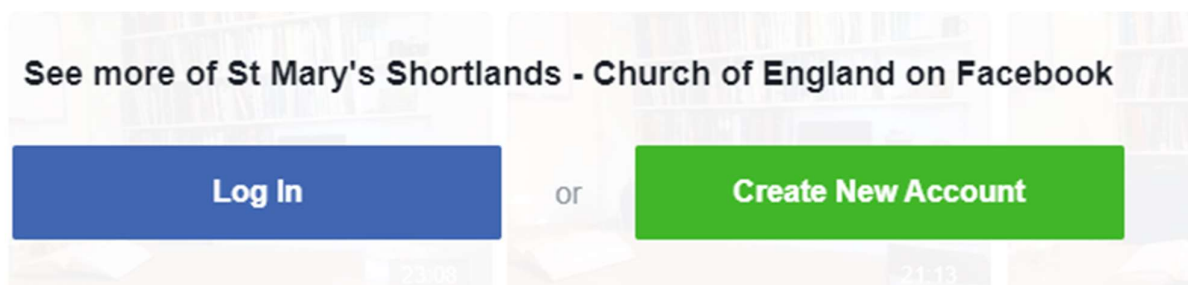 See more of St Mary's Shortlands - Church of England on Facebook
Log In or Create New Account
23:08 21:13